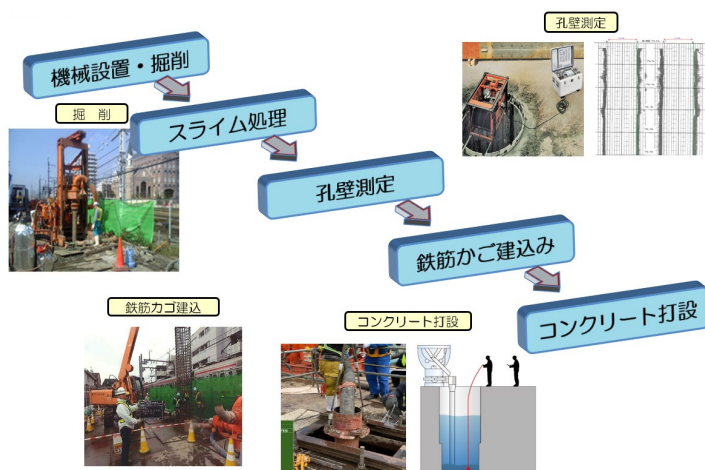 孔壁測定
機械設置・掘削
掘 削
スライム処理
孔壁測定
鉄筋かご建込み
コンクリート打設
鉄筋カゴ建込
コンクリート打設